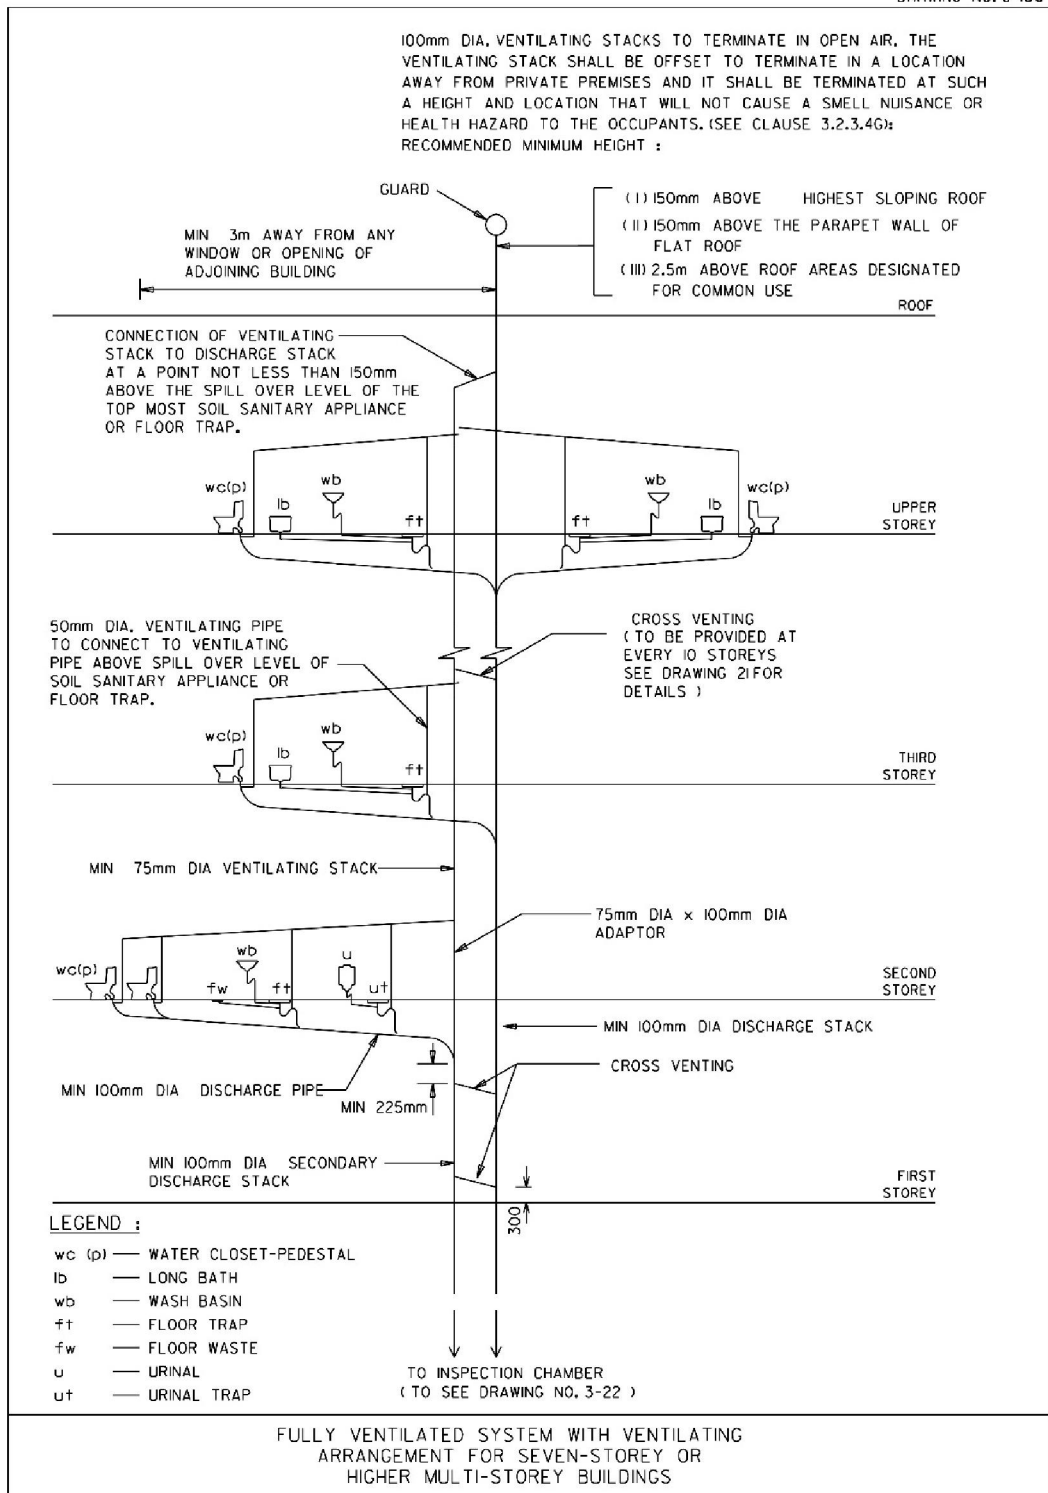 100mm DIA. VENTILATING STACKS TO TERMINATE IN OPEN AIR. THE
VENTILATING STACK SHALL BE OFFSET TO TERMINATE IN A LOCATION
AWAY FROM PRIVATE PREMISES AND IT SHALL BE TERMINATED AT SUCH
A HEIGHT AND LOCATION THAT WILL NOT CAUSE A SMELL NUISANCE OR
HEALTH HAZARD TO THE OCCUPANTS. (SEE CLAUSE 3.2.3.4G):
RECOMMENDED MINIMUM HEIGHT :
GUARD
(I) 150mm ABOVE HIGHEST SLOPING ROOF
(II) 150mm ABOVE THE PARAPET WALL OF
FLAT ROOF
(III) 2.5m ABOVE ROOF AREAS DESIGNATED
FOR COMMON USE
MIN 3m AWAY FROM ANY
WINDOW OR OPENING OF
ADJOINING BUILDING
ROOF
CONNECTION OF VENTILATING
STACK TO DISCHARGE STACK
AT A POINT NOT LESS THAN 150mm
ABOVE THE SPILL OVER LEVEL OF THE
TOP MOST SOIL SANITARY APPLIANCE
OR FLOOR TRAP.
wc(p)
lb
wb
ft
ft
wb
lb
wc(p)
UPPER
STOREY
50mm DIA. VENTILATING PIPE
TO CONNECT TO VENTILATING
PIPE ABOVE SPILL OVER LEVEL OF
SOIL SANITARY APPLIANCE OR
FLOOR TRAP.
CROSS VENTING
( TO BE PROVIDED AT
EVERY 10 STOREYS
SEE DRAWING 21 FOR
DETAILS )
wc(p)
lb
wb
ft
THIRD
STOREY
MIN 75mm DIA VENTILATING STACK
75mm DIA x 100mm DIA
ADAPTOR
wc(p)
fw
wb
ft
u
ut
SECOND
STOREY
MIN 100mm DIA DISCHARGE STACK
CROSS VENTING
MIN 100mm DIA DISCHARGE PIPE
MIN 225mm
MIN 100mm DIA SECONDARY
DISCHARGE STACK
FIRST
STOREY
300
LEGEND :
wc (p) — WATER CLOSET-PEDESTAL
lb — LONG BATH
wb — WASH BASIN
ft — FLOOR TRAP
fw — FLOOR WASTE
u — URINAL
ut — URINAL TRAP
TO INSPECTION CHAMBER
( TO SEE DRAWING NO. 3-22 )
FULLY VENTILATED SYSTEM WITH VENTILATING
ARRANGEMENT FOR SEVEN-STOREY OR
HIGHER MULTI-STOREY BUILDINGS